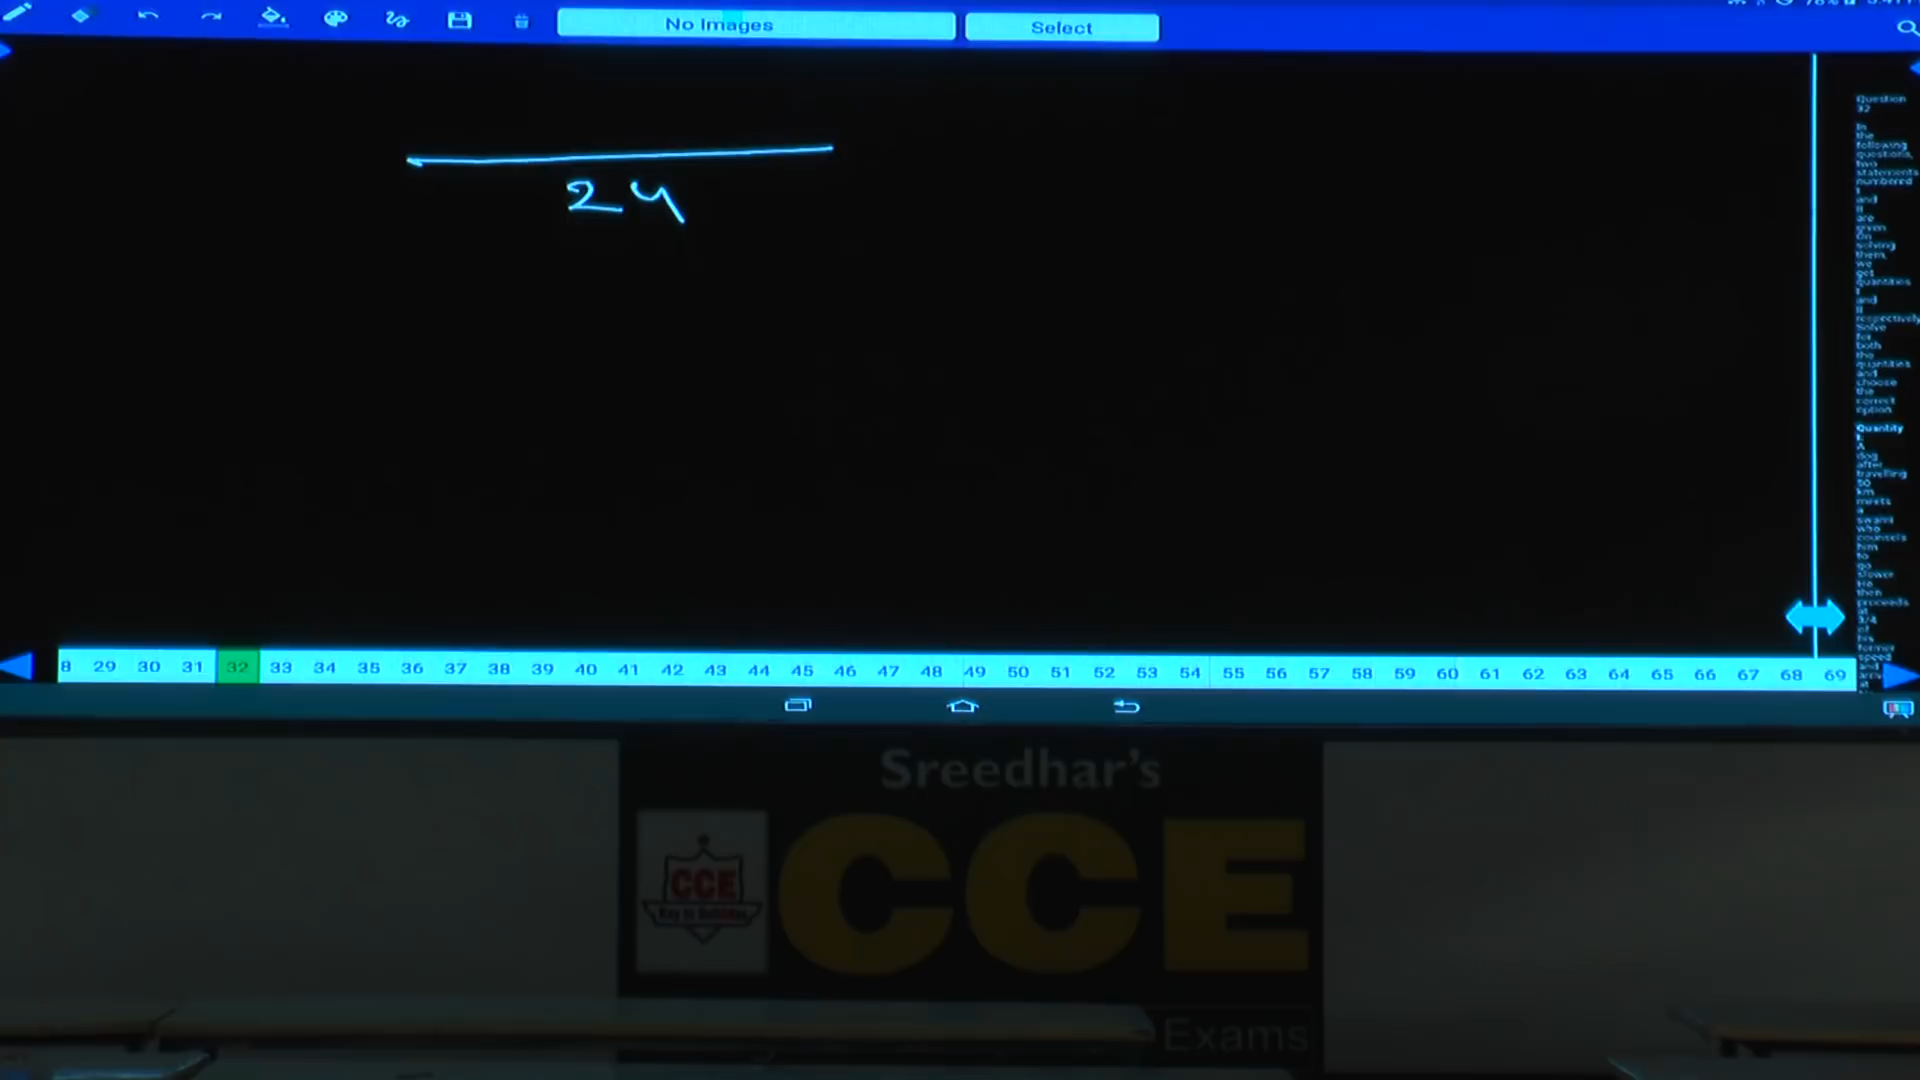 No Images
Select
24
Question
32
In
the
following
questions,
two
statements
numbered
I
and
II
are
given
On
solving
them,
we
get
quantities
I
and
II
respectively
Solve
for
both
the
quantities
and
choose
the
correct
option
Quantity
I:
A
dog
after
travelling
50
km
meets
a
swami
who
counsels
him
to
go
slower
He
then
proceeds
at
3/4
of
his
former
speed
and
8 29 30 31 32 33 34 35 36 37 38 39 40 41 42 43 44 45 46 47 48 49 50 51 52 53 54 55 56 57 58 59 60 61 62 63 64 65 66 67 68 69
Sreedhar's
CCE
CCE
Exams